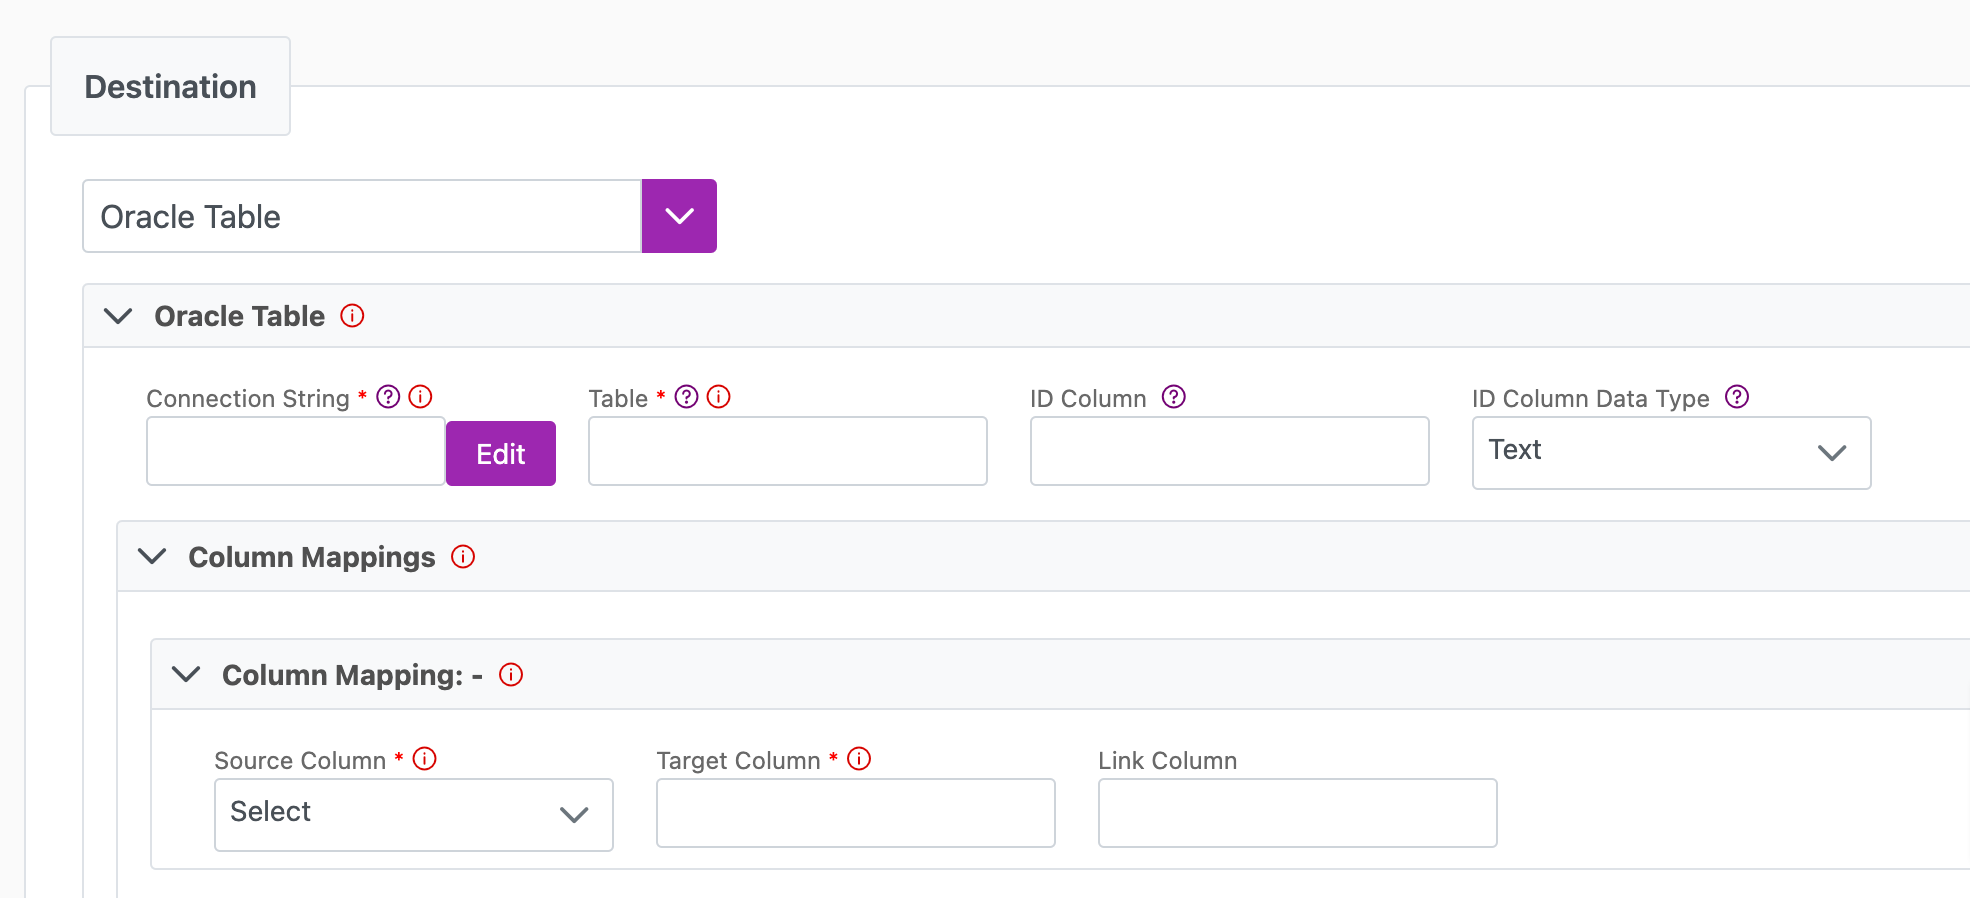 Destination
Oracle Table
Oracle Table
Connection String * Table * ID Column ID Column Data Type
Edit Text
Column Mappings
Column Mapping: -
Source Column * Target Column * Link Column
Select